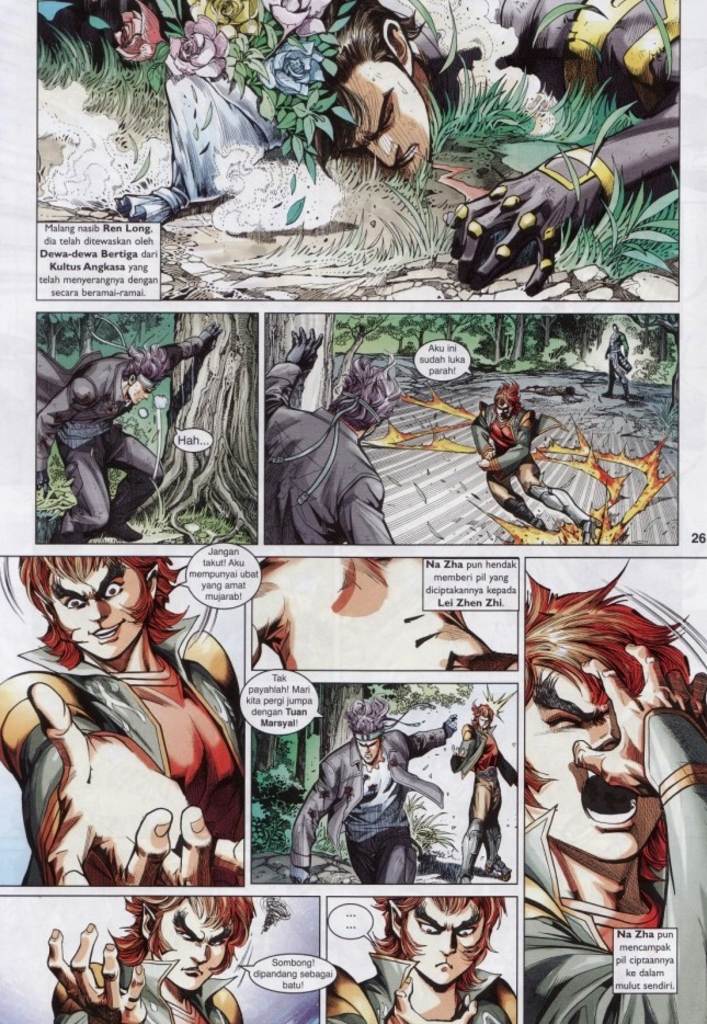 Malang nasib Ren Long,
dia telah ditewaskan oleh
Dewa-dewa Bertiga dari
Kultus Angkasa yang
telah menyerangnya dengan
secara beramai-ramai.
Hah...
Aku ini
sudah luka
parah!
26
Jangan
takut! Aku
mempunyai ubat
yang amat
mujarab!
Na Zha pun hendak
memberi pil yang
diciptakannya kepada
Lei Zhen Zhi.
Tak
payahlah! Mari
kita pergi jumpa
dengan Tuan
Marsyal!
Na Zha pun
mencampak
pil ciptaannya
ke dalam
mulut sendiri.
Sombong!
dipandang sebagai
batu!
...
...